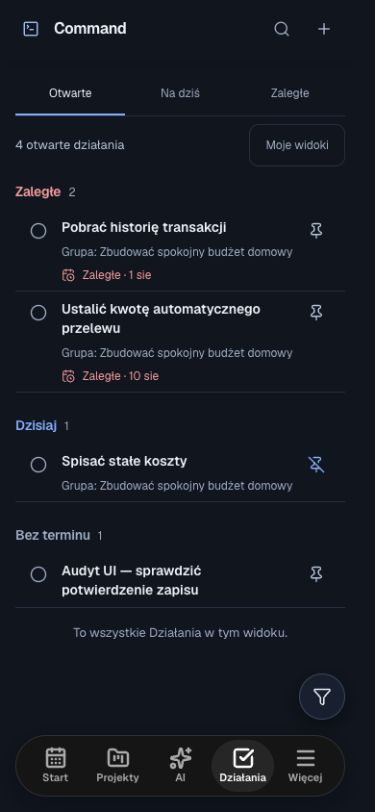 Command
Otwarte Na dziś Zaległe
4 otwarte działania Moje widoki
Zaległe 2
Pobrać historię transakcji
Grupa: Zbudować spokojny budżet domowy
Zaległe · 1 sie
Ustalić kwotę automatycznego
przelewu
Grupa: Zbudować spokojny budżet domowy
Zaległe · 10 sie
Dzisiaj 1
Spisać stałe koszty
Grupa: Zbudować spokojny budżet domowy
Bez terminu 1
Audyt UI — sprawdzić
potwierdzenie zapisu
To wszystkie Działania w tym widoku.
Start Projekty AI Działania Więcej